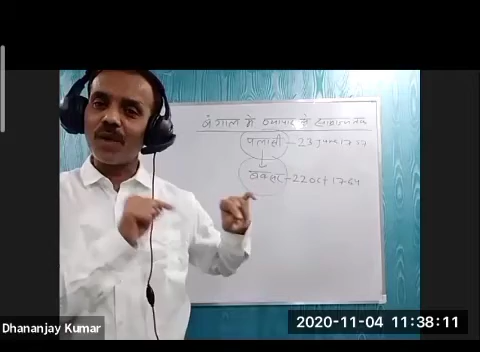 बंगाल में व्यापार से
पलासी - 23 June 1757
बक्सर - 22 Oct 1764
Dhananjay Kumar
2020-11-04 11:38:11